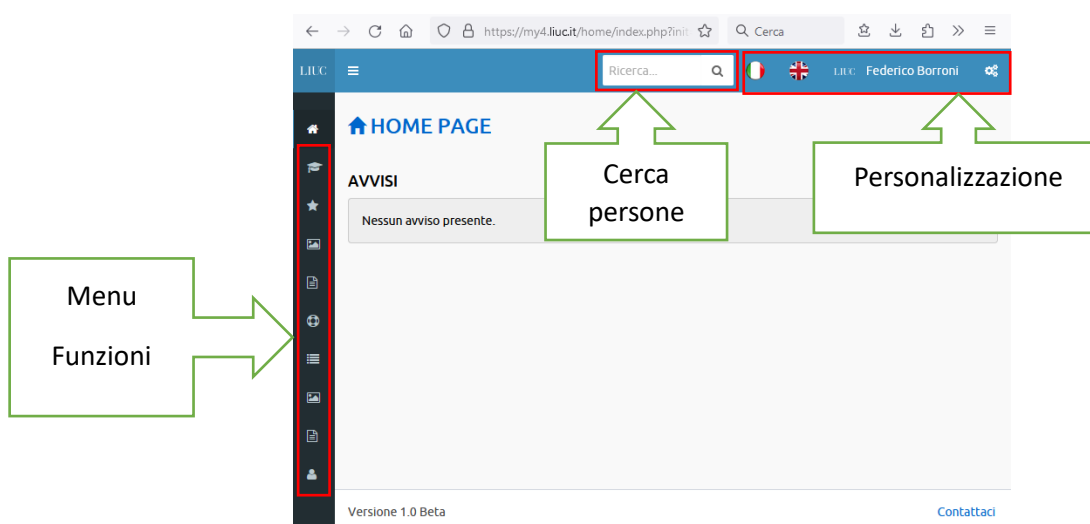 https://my4.liuc.it/home/index.php?ini
Cerca
LIUC
Ricerca...
LIUC Federico Borroni
HOME PAGE
AVVISI
Nessun avviso presente.
Cerca
persone
Personalizzazione
Menu
Funzioni
Versione 1.0 Beta
Contattaci